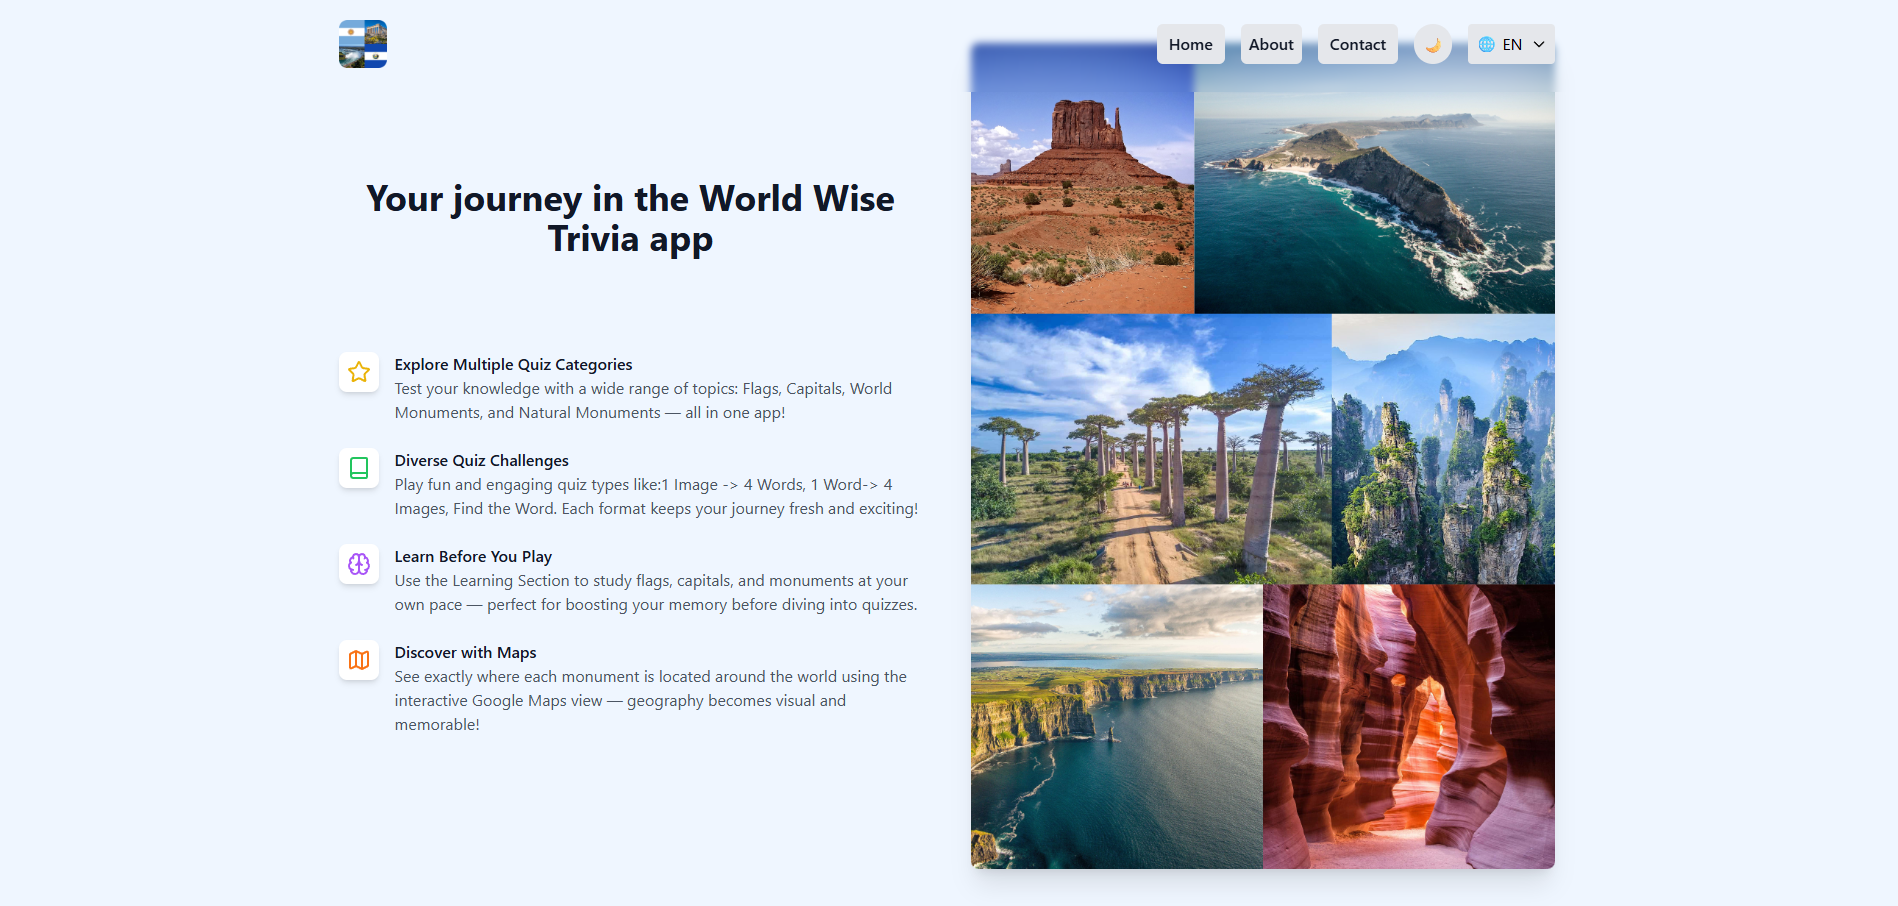 Home
About
Contact
EN
Your journey in the World Wise
Trivia app
Explore Multiple Quiz Categories
Test your knowledge with a wide range of topics: Flags, Capitals, World
Monuments, and Natural Monuments — all in one app!
Diverse Quiz Challenges
Play fun and engaging quiz types like:1 Image -> 4 Words, 1 Word-> 4
Images, Find the Word. Each format keeps your journey fresh and exciting!
Learn Before You Play
Use the Learning Section to study flags, capitals, and monuments at your
own pace — perfect for boosting your memory before diving into quizzes.
Discover with Maps
See exactly where each monument is located around the world using the
interactive Google Maps view — geography becomes visual and
memorable!